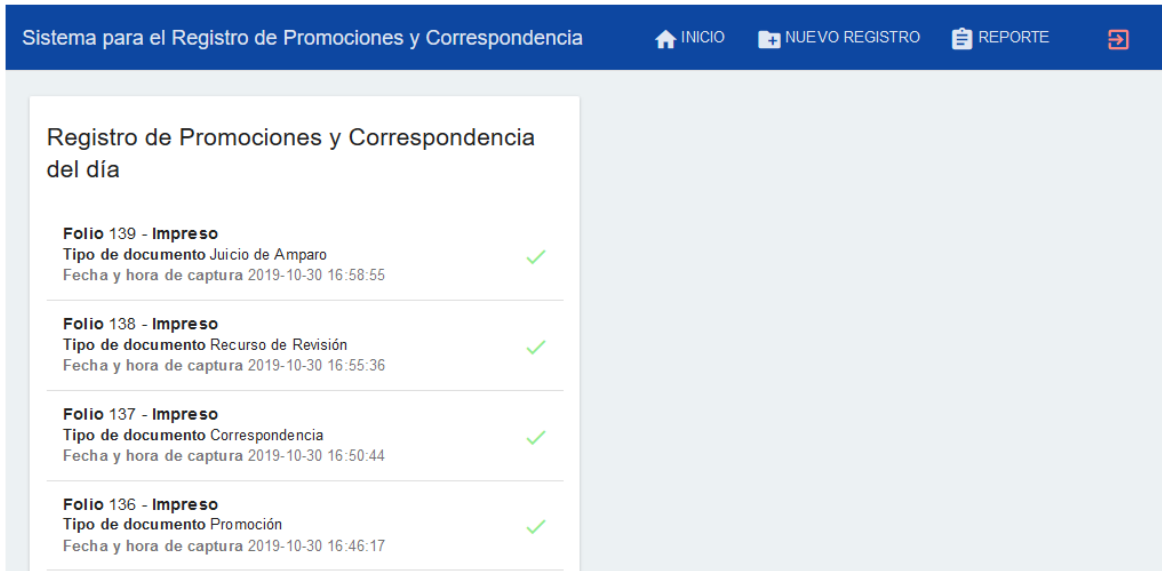 Sistema para el Registro de Promociones y Correspondencia INICIO NUEVO REGISTRO REPORTE
Registro de Promociones y Correspondencia
del día
Folio 139 - Impreso
Tipo de documento Juicio de Amparo
Fecha y hora de captura 2019-10-30 16:58:55
Folio 138 - Impreso
Tipo de documento Recurso de Revisión
Fecha y hora de captura 2019-10-30 16:55:36
Folio 137 - Impreso
Tipo de documento Correspondencia
Fecha y hora de captura 2019-10-30 16:50:44
Folio 136 - Impreso
Tipo de documento Promoción
Fecha y hora de captura 2019-10-30 16:46:17